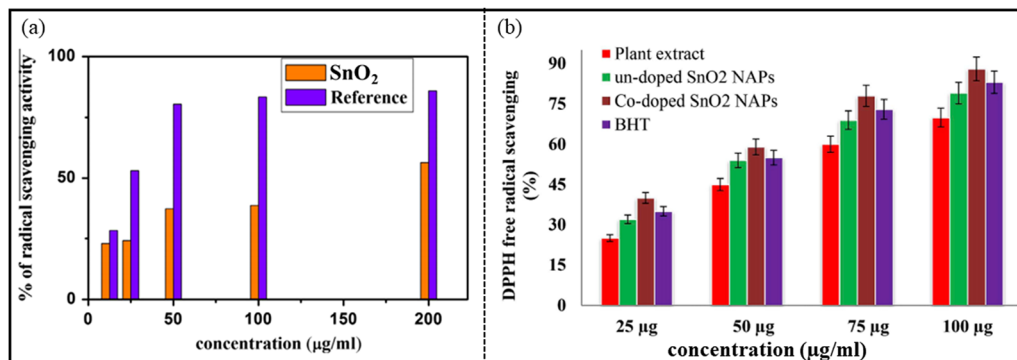 (a)
% of radical scavenging activity
100
50
0
SnO2
Reference
0 50 100 150 200
concentration (µg/ml)
(b)
DPPH free radical scavenging
(%)
90
75
60
45
30
15
0
Plant extract
un-doped SnO2 NAPs
Co-doped SnO2 NAPs
BHT
25 µg 50 µg 75 µg 100 µg
concentration (µg/ml)